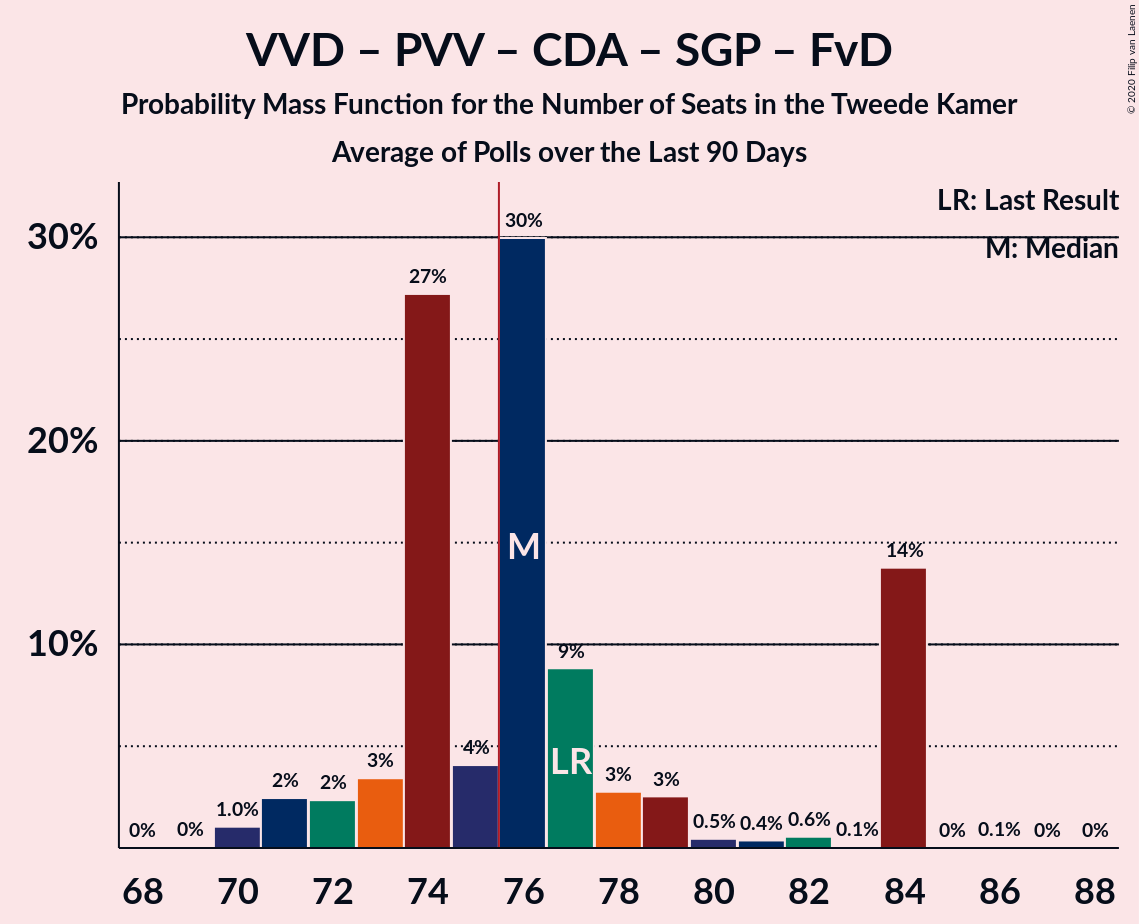 VVD – PVV – CDA – SGP – FvD
Probability Mass Function for the Number of Seats in the Tweede Kamer
Average of Polls over the Last 90 Days
© 2020 Filip van Laenen
LR: Last Result
M: Median
30%
20%
10%
0%
0%
1.0%
2%
2%
3%
27%
4%
30%
9%
3%
3%
0.5%
0.4%
0.6%
0.1%
14%
0%
0.1%
0%
0%
M
LR
68 70 72 74 76 78 80 82 84 86 88